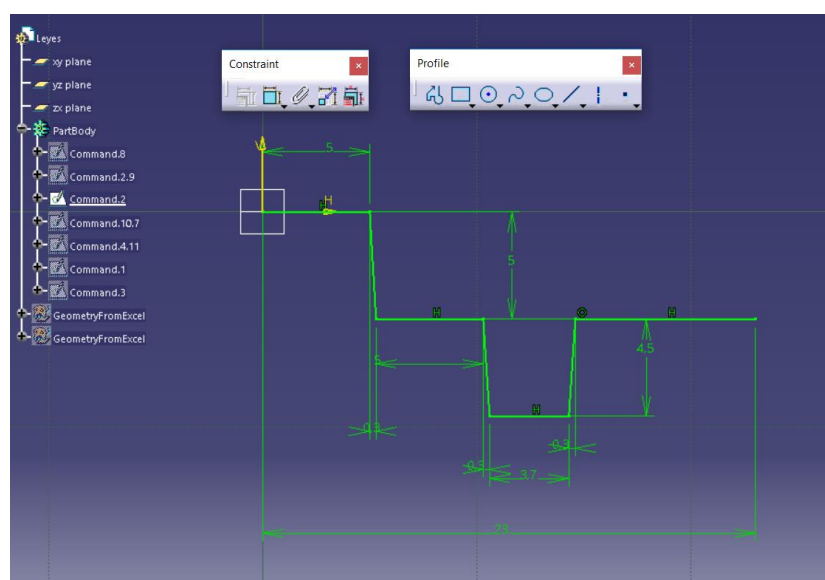 Leyes
xy plane
yz plane
zx plane
PartBody
Command.8
Command.2.9
Command.2
Command.10.7
Command.4.11
Command.1
Command.3
GeometryFromExcel
GeometryFromExcel
Constraint
Profile
V
5
H
H
5
H
H
4,5
5
0,3
H
0,3
0,3
3,7
23